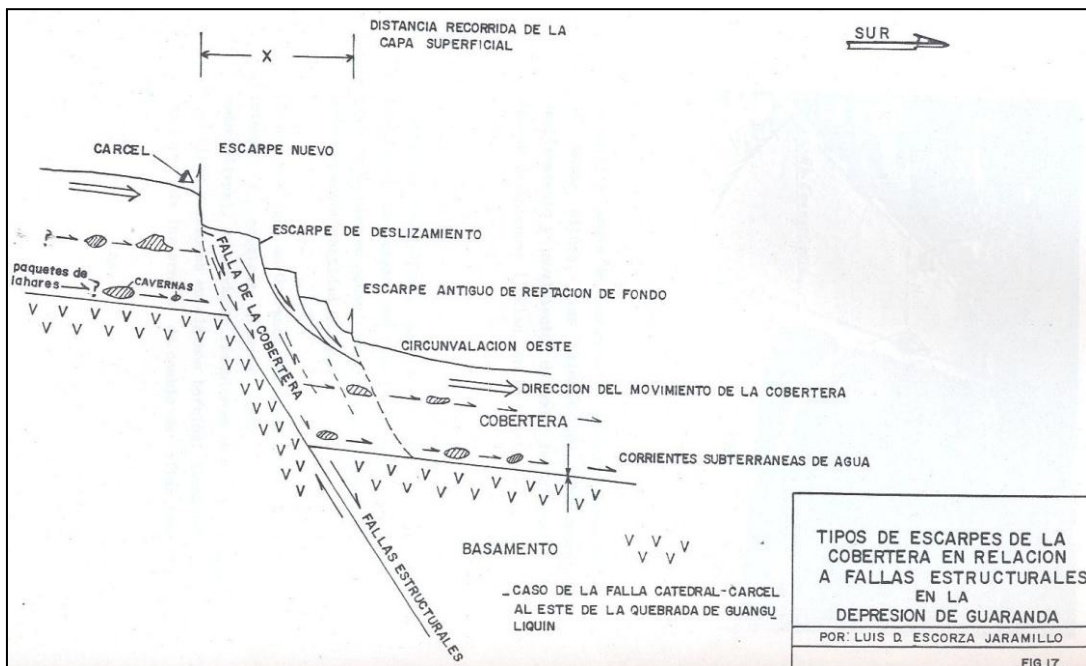 DISTANCIA RECORRIDA DE LA
CAPA SUPERFICIAL
X
SUR
CARCEL
ESCARPE NUEVO
ESCARPE DE DESLIZAMIENTO
?
FALLA DE LA COBERTERA
paquetes de
lahares
?
CAVERNAS
ESCARPE ANTIGUO DE REPTACION DE FONDO
CIRCUNVALACION OESTE
DIRECCION DEL MOVIMIENTO DE LA COBERTERA
COBERTERA
CORRIENTES SUBTERRANEAS DE AGUA
FALLAS ESTRUCTURALES
BASAMENTO
_ CASO DE LA FALLA CATEDRAL-CARCEL
AL ESTE DE LA QUEBRADA DE GUANGU
LIQUIN
TIPOS DE ESCARPES DE LA
COBERTERA EN RELACION
A FALLAS ESTRUCTURALES
EN LA
DEPRESION DE GUARANDA
POR: LUIS D. ESCORZA JARAMILLO
FIG 17